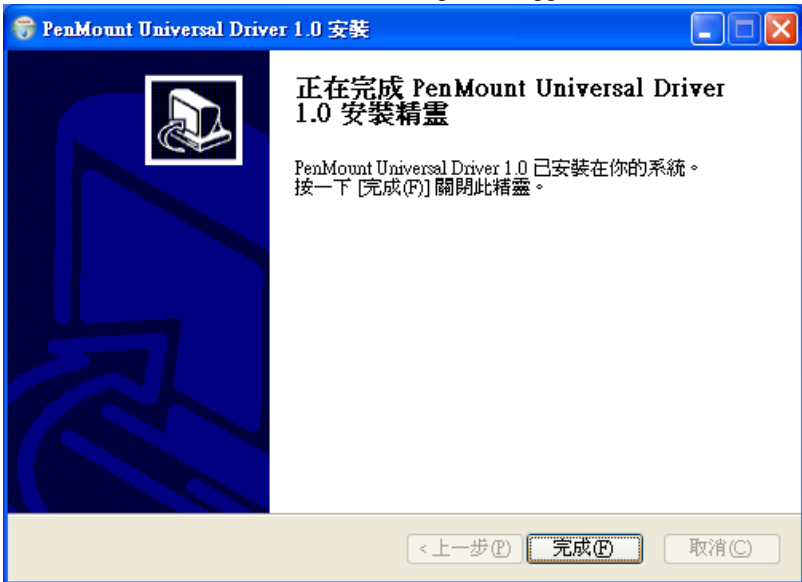 PenMount Universal Driver 1.0 安裝
正在完成 PenMount Universal Driver
1.0 安裝精靈
PenMount Universal Driver 1.0 已安裝在你的系統。
按一下 [完成(F)] 關閉此精靈。
<上一步(P)
完成(F)
取消(C)